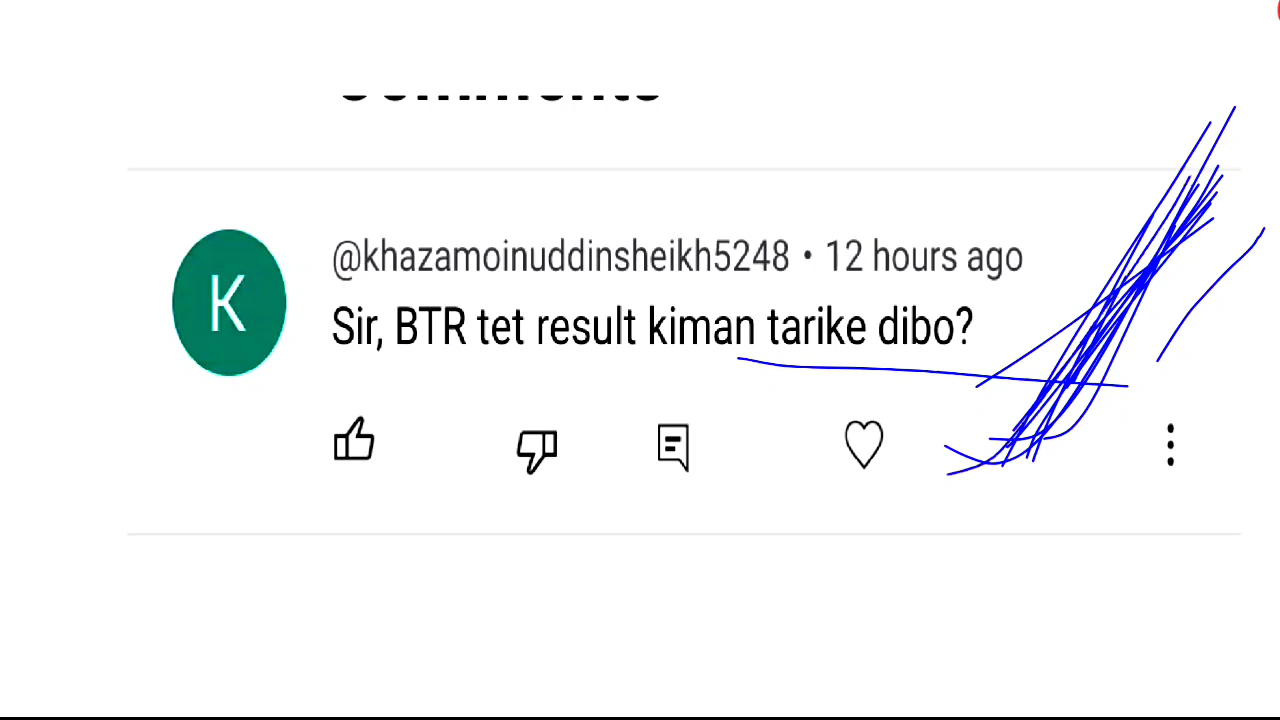 K
@khazamoinuddinsheikh5248 • 12 hours ago
Sir, BTR tet result kiman tarike dibo?